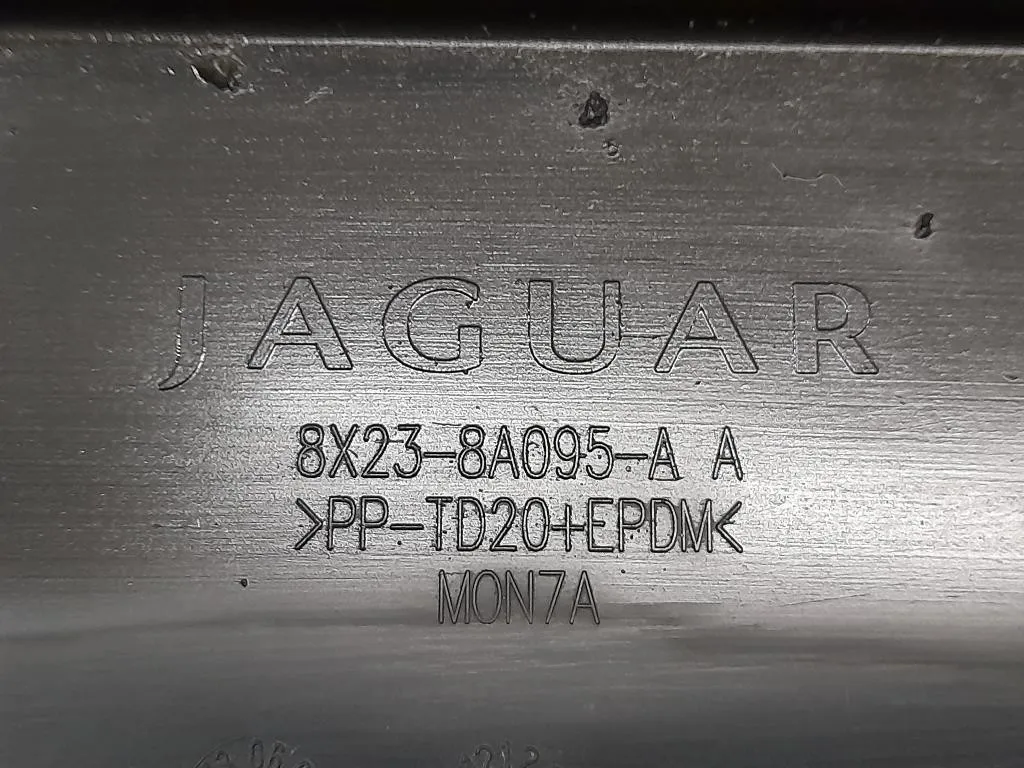 JAGUAR
8X23-8A095-A A
>PP-TD20+EPDM<
MON7A